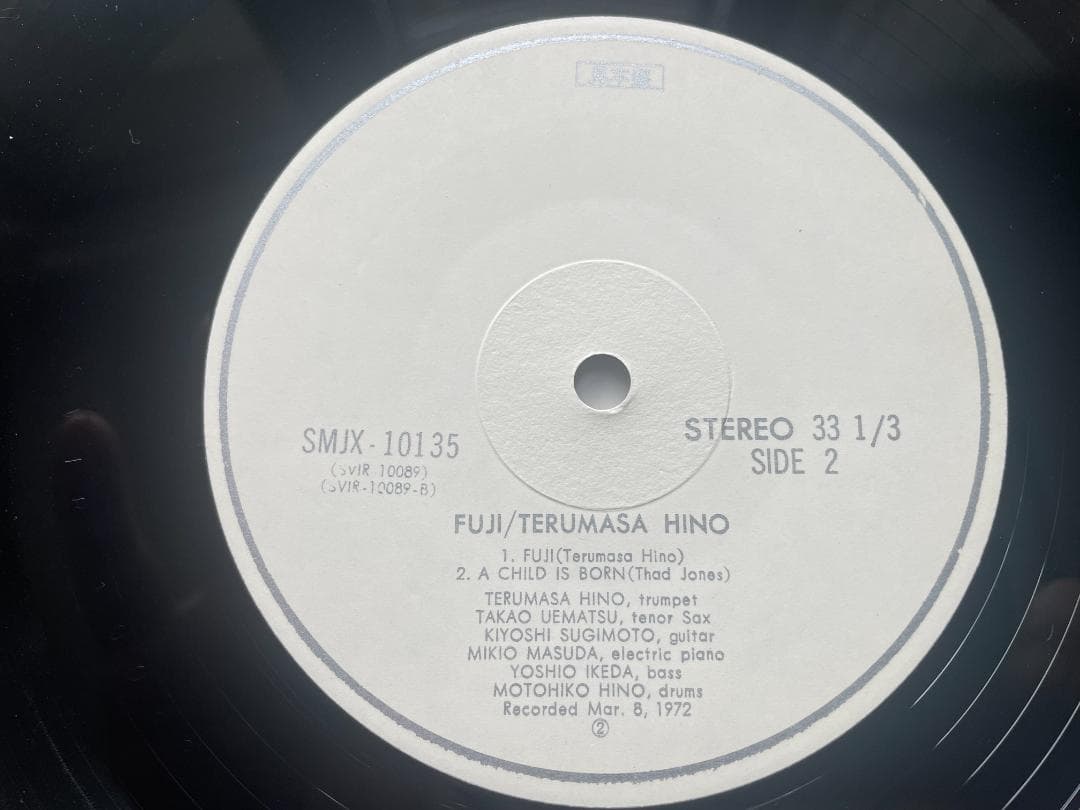 見本盤
SMJX-10135
(SVIR-10089)
(SVIR-10089-B)
STEREO 33 1/3
SIDE 2
FUJI/TERUMASA HINO
1. FUJI(Terumasa Hino)
2. A CHILD IS BORN(Thad Jones)
TERUMASA HINO, trumpet
TAKAO UEMATSU, tenor Sax
KIYOSHI SUGIMOTO, guitar
MIKIO MASUDA, electric piano
YOSHIO IKEDA, bass
MOTOHIKO HINO, drums
Recorded Mar. 8, 1972
②